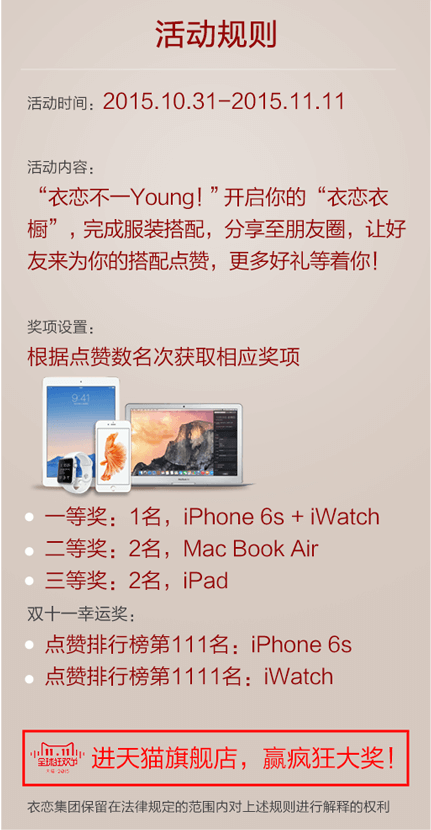 活动规则
活动时间：2015.10.31-2015.11.11
活动内容：
“衣恋不一Young！”开启你的“衣恋衣
橱”，完成服装搭配，分享至朋友圈，让好
友来为你的搭配点赞，更多好礼等着你！
奖项设置：
根据点赞数名次获取相应奖项
9:41
一等奖：1名，iPhone 6s + iWatch
二等奖：2名，Mac Book Air
三等奖：2名，iPad
双十一幸运奖：
点赞排行榜第111名：iPhone 6s
点赞排行榜第1111名：iWatch
11.11
全球狂欢节
进天猫旗舰店，赢疯狂大奖！
衣恋集团保留在法律规定的范围内对上述规则进行解释的权利